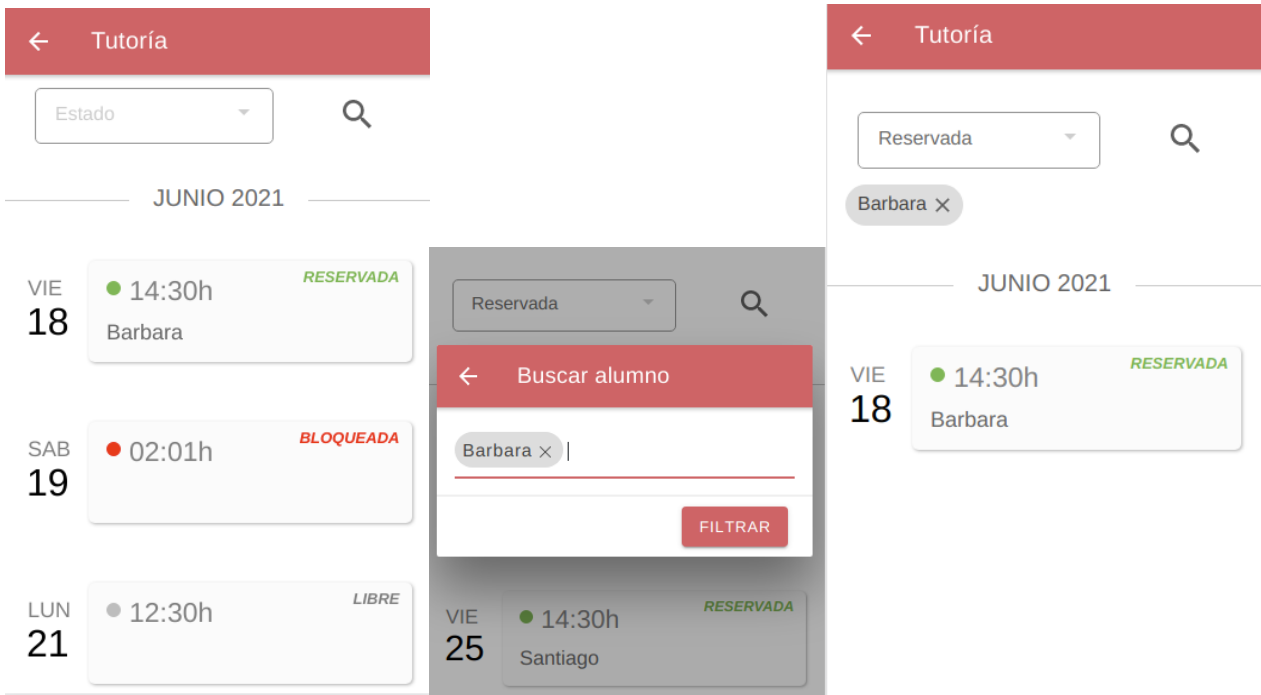 Tutoría
Estado
JUNIO 2021
VIE
18
14:30h
RESERVADA
Barbara
SAB
19
02:01h
BLOQUEADA
LUN
21
12:30h
LIBRE
Reservada
Buscar alumno
Barbara
FILTRAR
VIE
25
14:30h
RESERVADA
Santiago
Tutoría
Reservada
Barbara
JUNIO 2021
VIE
18
14:30h
RESERVADA
Barbara